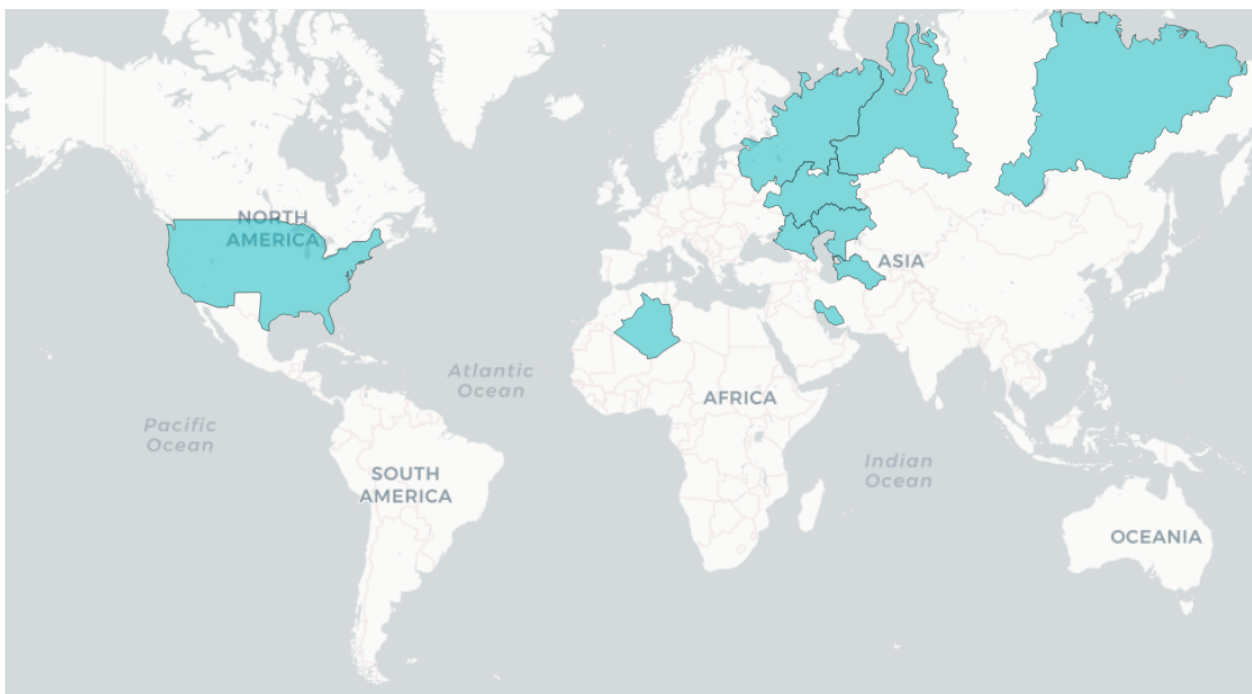 NORTH
AMERICA
ASIA
Atlantic
Ocean
AFRICA
Pacific
Ocean
Indian
Ocean
SOUTH
AMERICA
OCEANIA